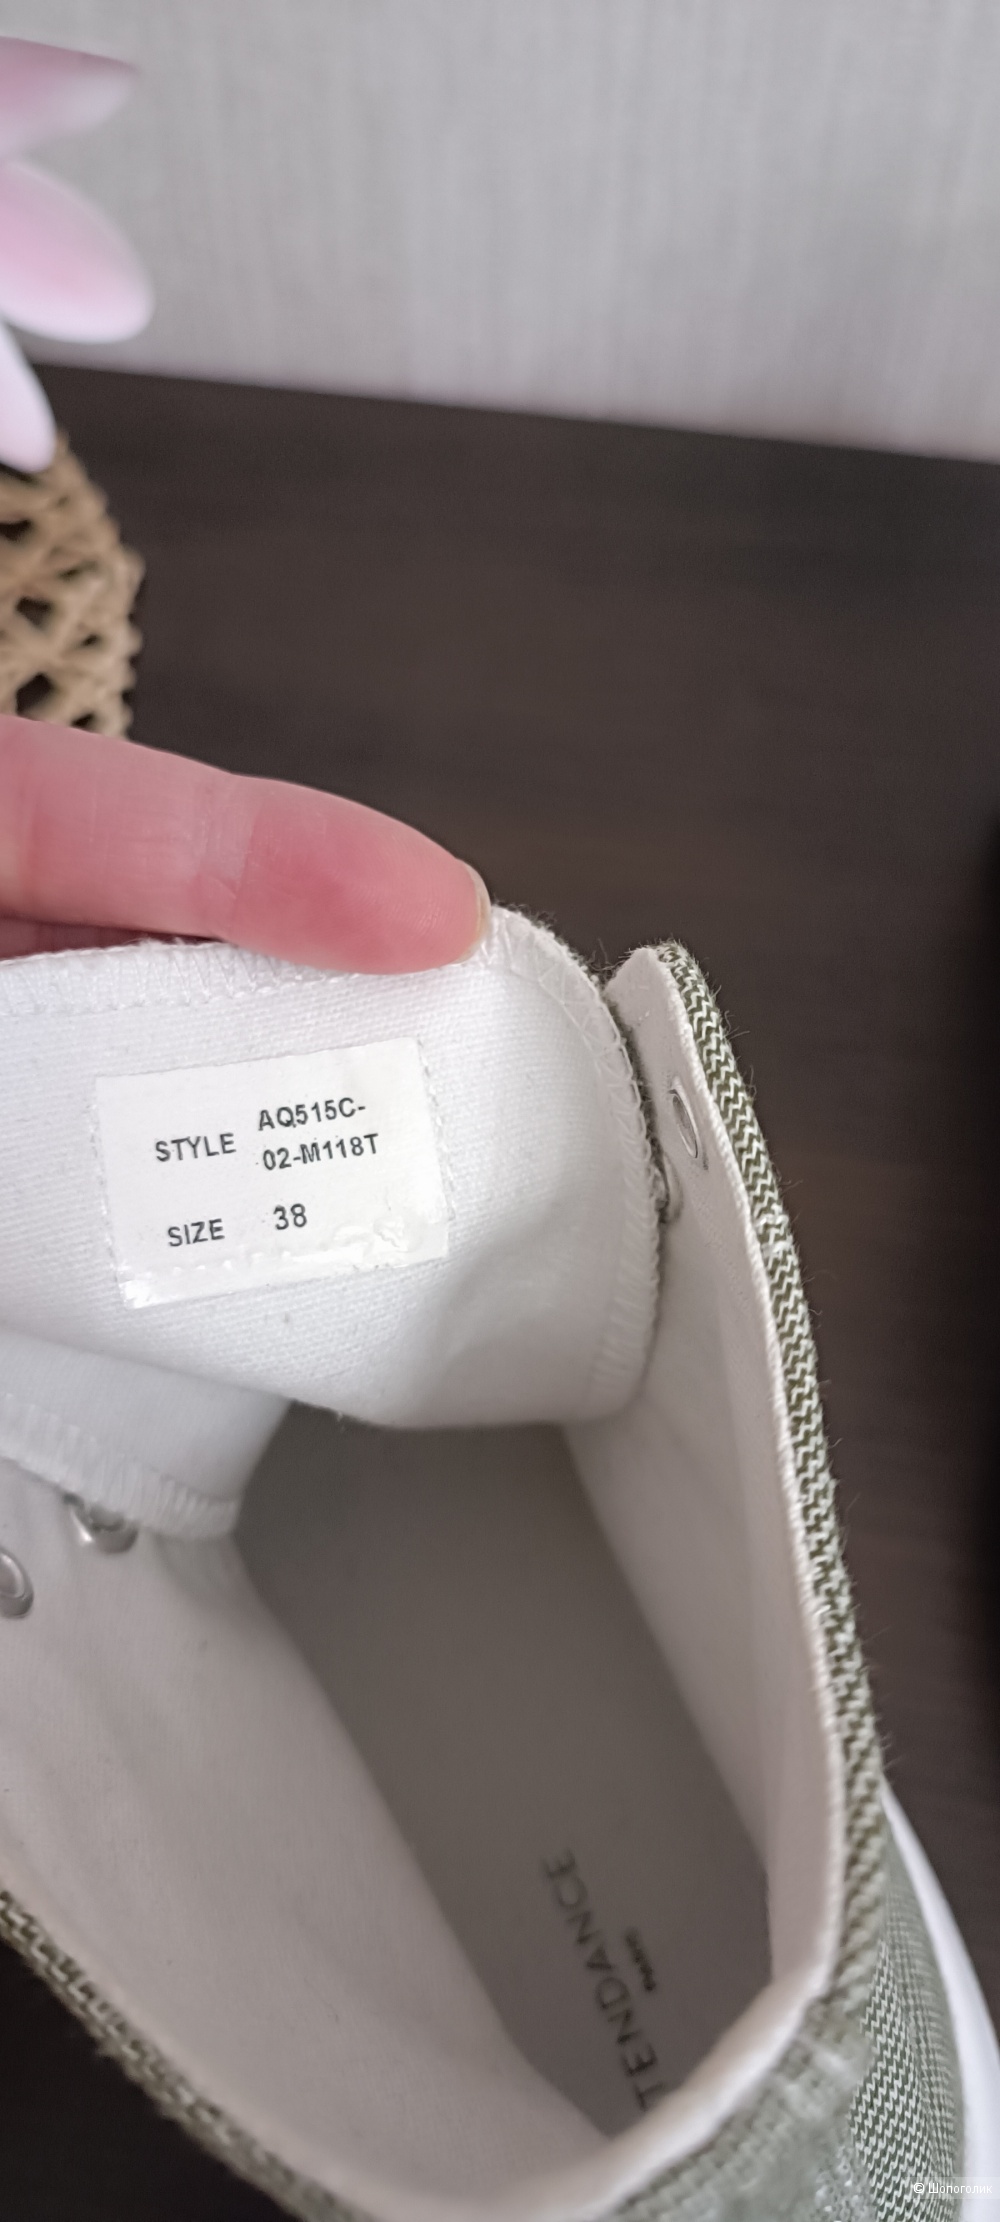 STYLE AQ515C-
02-M118T
SIZE 38
TENDANCE
© Шопоголик